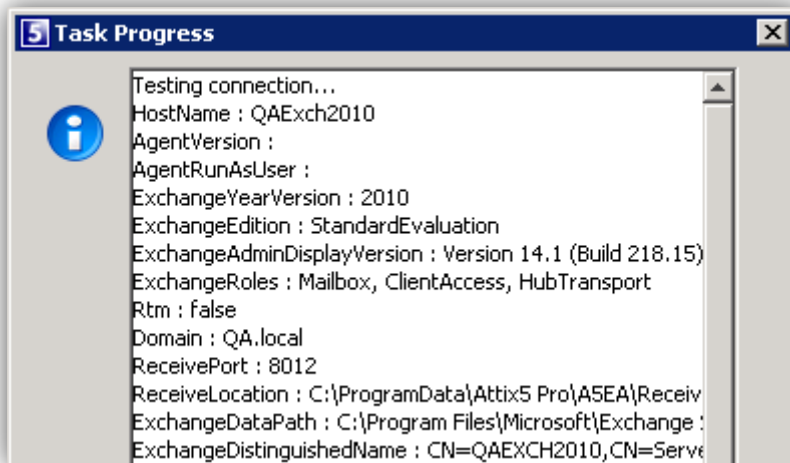 5 Task Progress
Testing connection...
HostName : QAExch2010
AgentVersion :
AgentRunAsUser :
ExchangeYearVersion : 2010
ExchangeEdition : StandardEvaluation
ExchangeAdminDisplayVersion : Version 14.1 (Build 218.15)
ExchangeRoles : Mailbox, ClientAccess, HubTransport
Rtm : false
Domain : QA.local
ReceivePort : 8012
ReceiveLocation : C:\ProgramData\Attix5 Pro\A5EA\Receiv
ExchangeDataPath : C:\Program Files\Microsoft\Exchange
ExchangeDistinguishedName : CN=QAEXCH2010,CN=Serve